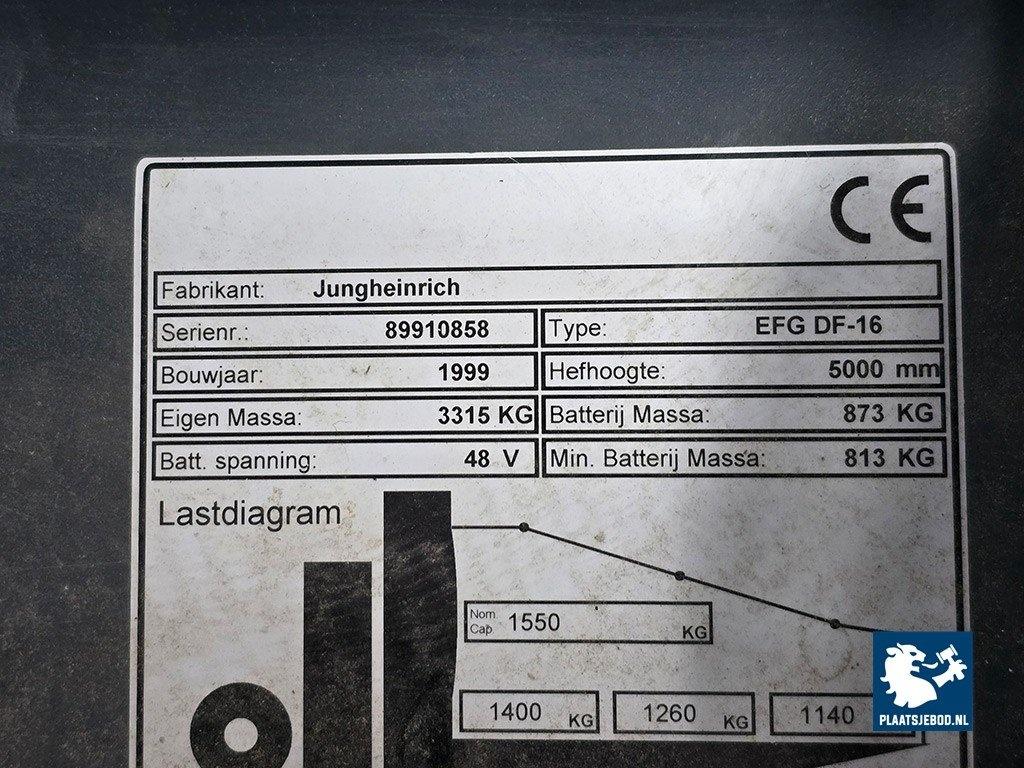 CE
Fabrikant: Jungheinrich
Serienr.: 89910858 Type: EFG DF-16
Bouwjaar: 1999 Hefhoogte: 5000 mm
Eigen Massa: 3315 KG Batterij Massa: 873 KG
Batt. spanning: 48 V Min. Batterij Massa: 813 KG
Lastdiagram
Nom. Cap 1550 KG
1400 KG 1260 KG 1140
PLAATSJEBOD.NL